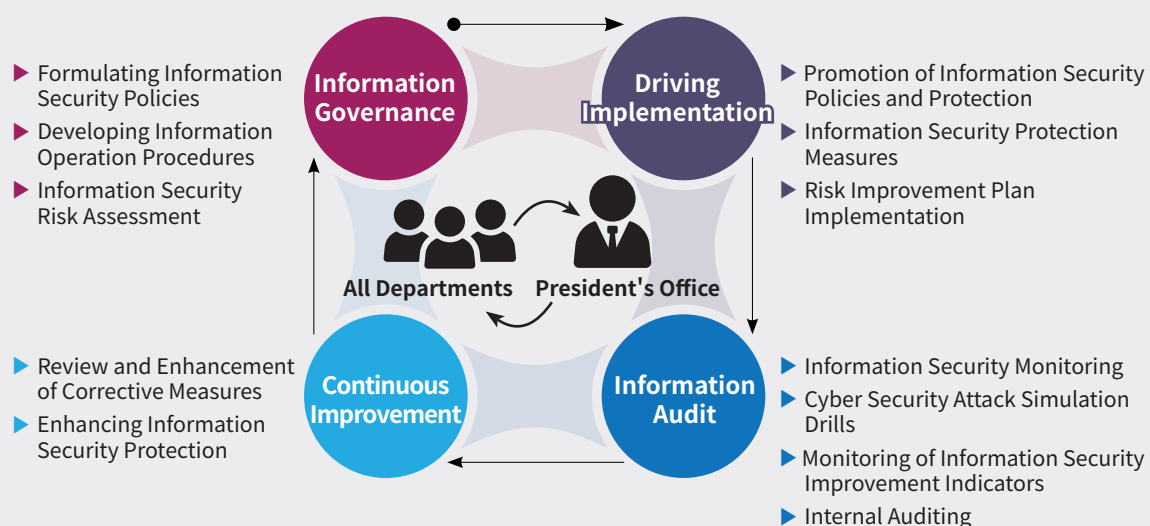 Information
Governance
▶ Formulating Information
Security Policies
▶ Developing Information
Operation Procedures
▶ Information Security
Risk Assessment
Driving
Implementation
▶ Promotion of Information Security
Policies and Protection
▶ Information Security Protection
Measures
▶ Risk Improvement Plan
Implementation
All Departments
President's Office
Continuous
Improvement
▶ Review and Enhancement
of Corrective Measures
▶ Enhancing Information
Security Protection
Information
Audit
▶ Information Security Monitoring
▶ Cyber Security Attack Simulation
Drills
▶ Monitoring of Information Security
Improvement Indicators
▶ Internal Auditing